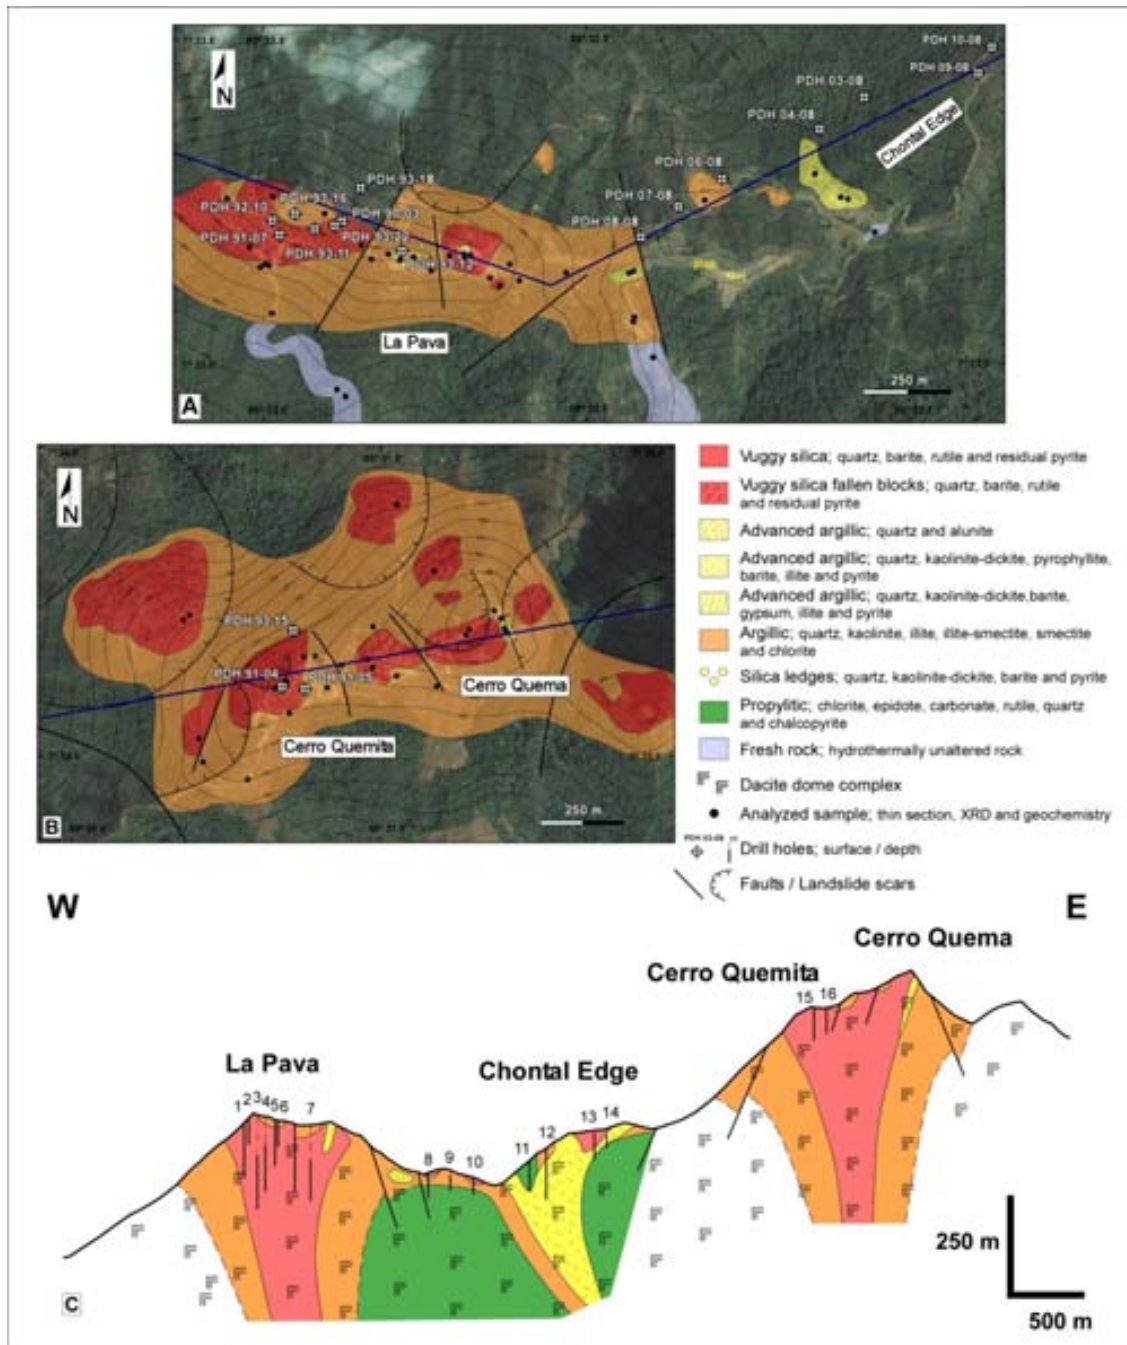 N
PDH 10-08
PDH 09-08
PDH 03-08
PDH 04-08
Chontal Edge
PDH 06-08
PDH 07-08
PDH 08-08
PDH 93-18
PDH 93-16
PDH 92-10
PDH 91-07
PDH 93-11
La Pava
250 m
A
N
PDH 93-15
PDH 91-04
Cerro Quema
Cerro Quemita
250 m
B
Vuggy silica; quartz, barite, rutile and residual pyrite
Vuggy silica fallen blocks; quartz, barite, rutile
and residual pyrite
Advanced argillic; quartz and alunite
Advanced argillic; quartz, kaolinite-dickite, pyrophyllite,
barite, illite and pyrite
Advanced argillic; quartz, kaolinite-dickite,barite,
gypsum, illite and pyrite
Argillic; quartz, kaolinite, illite, illite-smectite, smectite
and chlorite
Silica ledges; quartz, kaolinite-dickite, barite and pyrite
Propylitic; chlorite, epidote, carbonate, rutile, quartz
and chalcopyrite
Fresh rock; hydrothermally unaltered rock
Dacite dome complex
Analyzed sample; thin section, XRD and geochemistry
Drill holes; surface / depth
Faults / Landslide scars
W
E
Cerro Quema
Cerro Quemita
15 16
La Pava
Chontal Edge
1 2 3 4 5 6 7
8 9 10 11 12 13 14
250 m
500 m
C